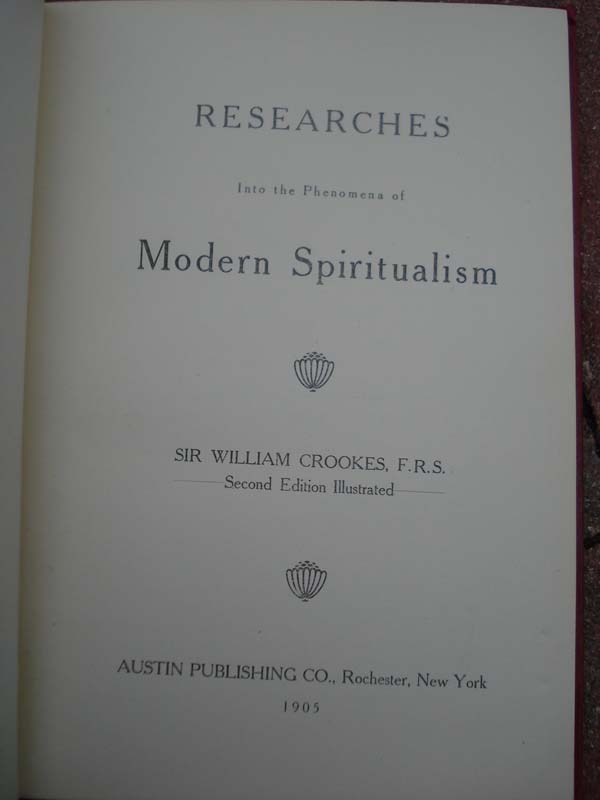 RESEARCHES
Into the Phenomena of
Modern Spiritualism
SIR WILLIAM CROOKES, F.R.S.
Second Edition Illustrated
AUSTIN PUBLISHING CO., Rochester, New York
1905